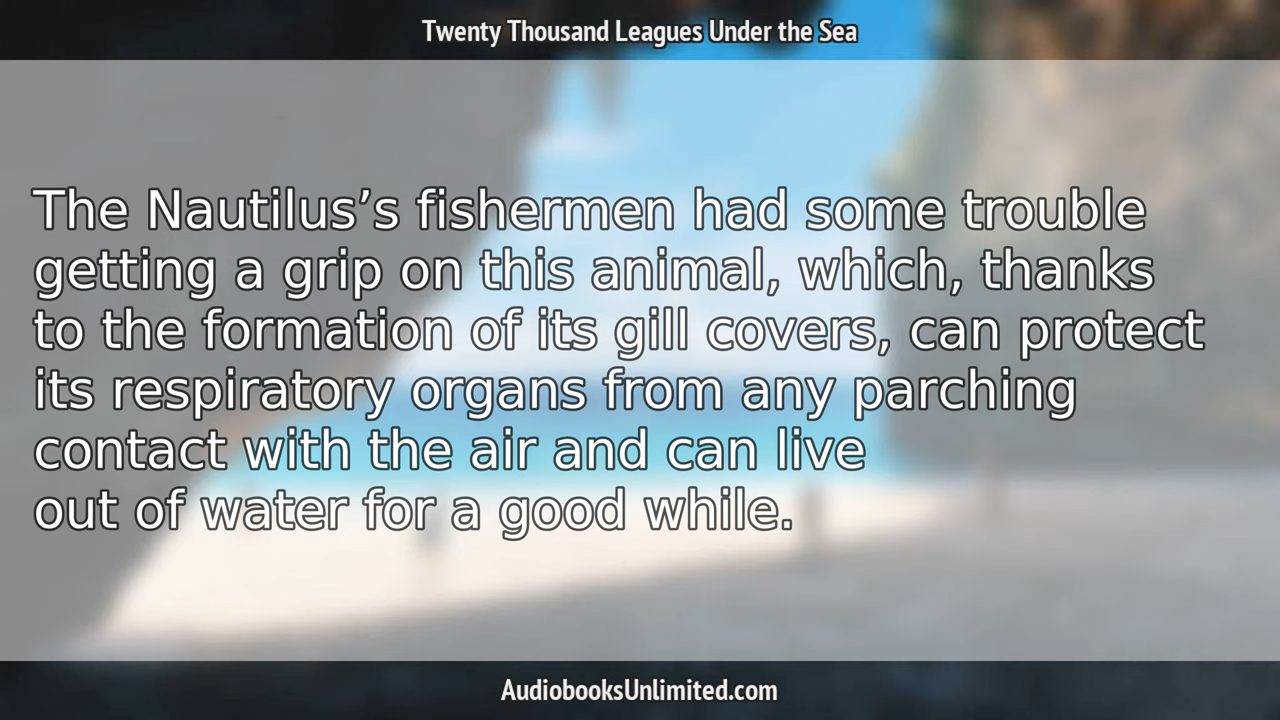 Twenty Thousand Leagues Under the Sea
The Nautilus’s fishermen had some trouble
getting a grip on this animal, which, thanks
to the formation of its gill covers, can protect
its respiratory organs from any parching
contact with the air and can live
out of water for a good while.
AudiobooksUnlimited.com